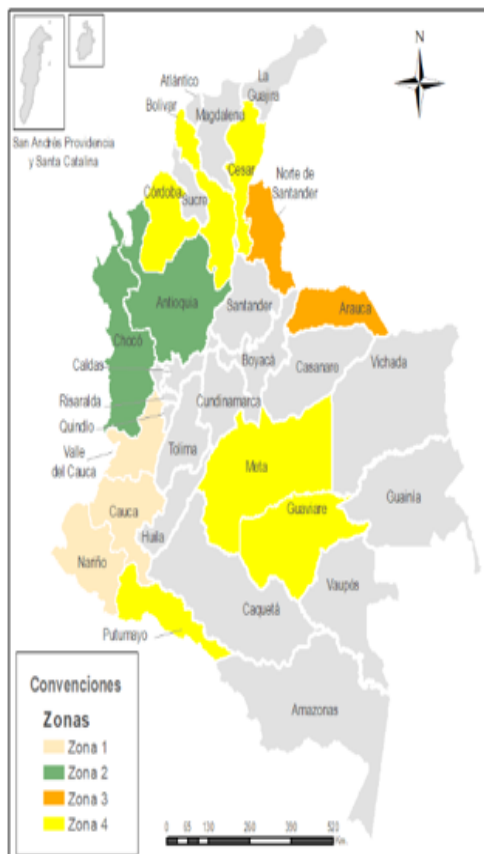 N
La
Guajira
Atlántico
Bolívar
Magdalena
San Andrés Providencia
y Santa Catalina
Cesar
Norte de
Santander
Córdoba
Sucre
Antioquia
Santander
Arauca
Chocó
Caldas
Boyacá
Casanare
Vichada
Risaralda
Cundinamarca
Quindio
Valle
del Cauca
Tolima
Meta
Guainía
Guaviare
Cauca
Huila
Nariño
Vaupés
Caquetá
Putumayo
Amazonas
Convenciones
Zonas
Zona 1
Zona 2
Zona 3
Zona 4
0 65 130 260 390 520
Km.